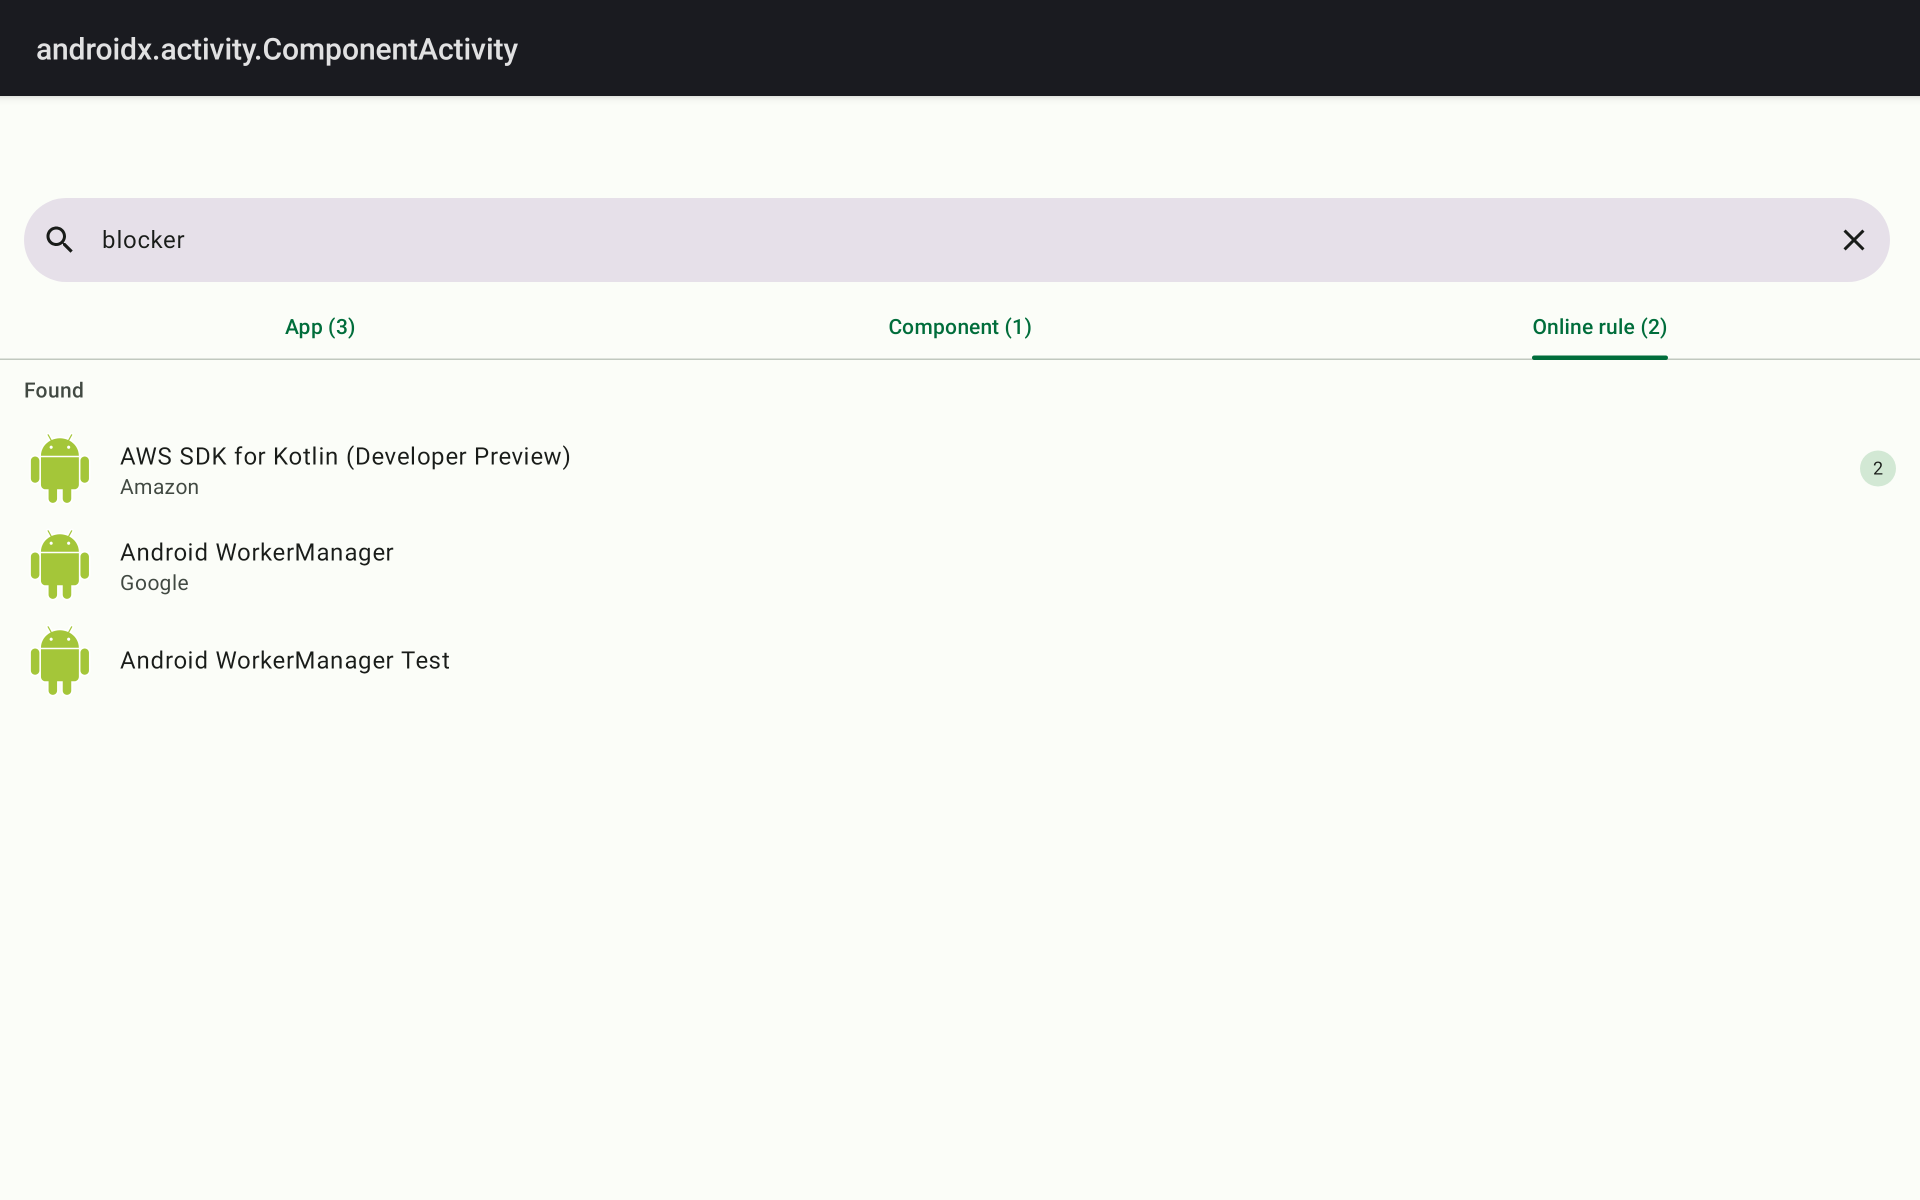 androidx.activity.ComponentActivity
blocker
App (3)
Component (1)
Online rule (2)
Found
AWS SDK for Kotlin (Developer Preview)
Amazon
2
Android WorkerManager
Google
Android WorkerManager Test